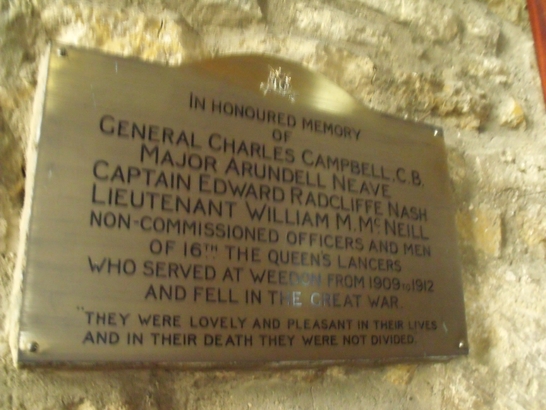 IN HONOURED MEMORY
OF
GENERAL CHARLES CAMPBELL. C.B.
MAJOR ARUNDELL NEAVE
CAPTAIN EDWARD RADCLIFFE NASH
LIEUTENANT WILLIAM M. McNEILL
NON-COMMISSIONED OFFICERS AND MEN
OF 16TH THE QUEEN'S LANCERS
WHO SERVED AT WEEDON FROM 1909 TO 1912
AND FELL IN THE GREAT WAR.
"THEY WERE LOVELY AND PLEASANT IN THEIR LIVES
AND IN THEIR DEATH THEY WERE NOT DIVIDED."